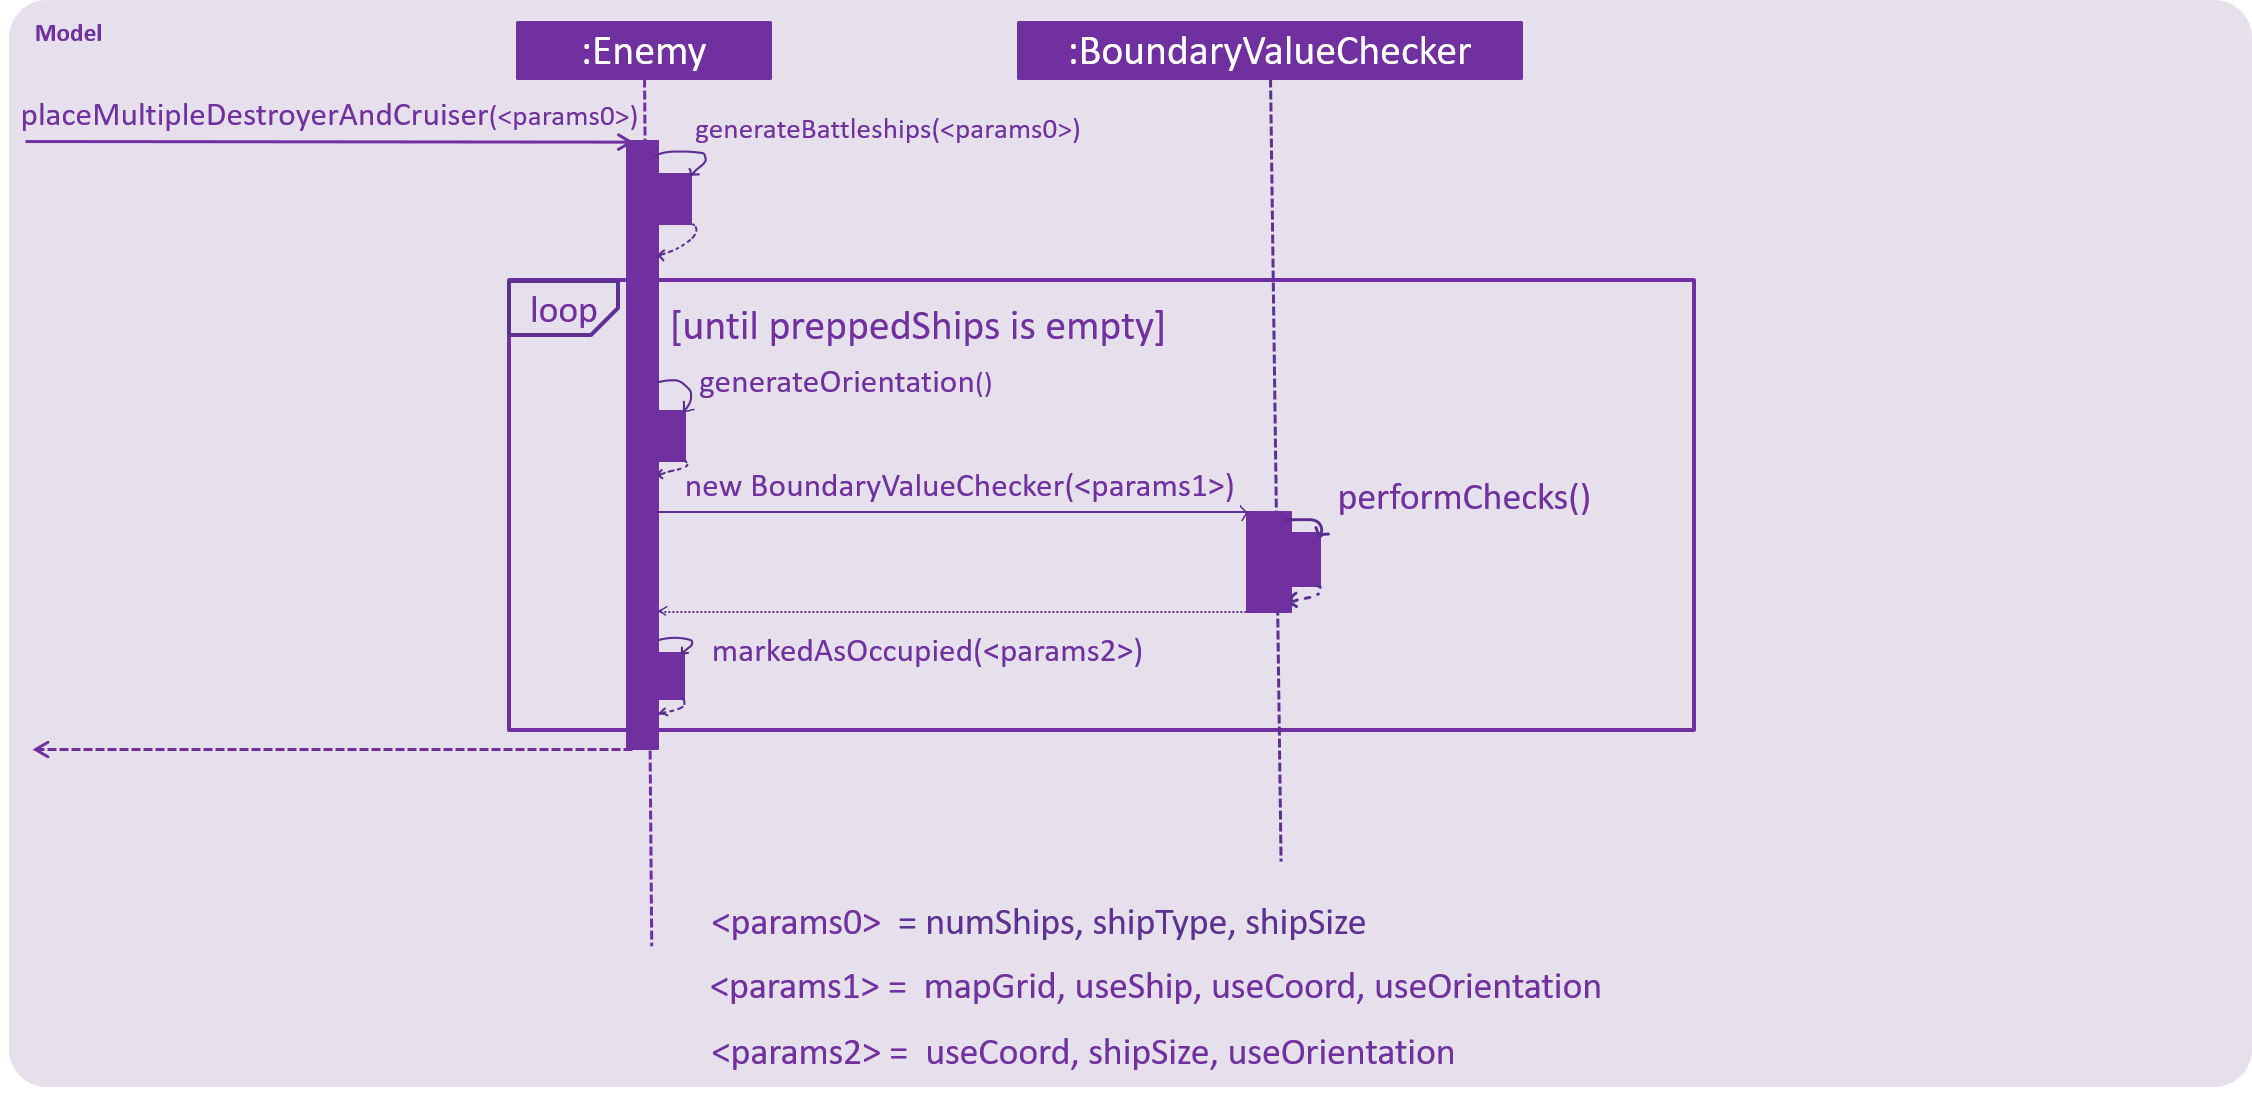 Model
:Enemy
:BoundaryValueChecker
placeMultipleDestroyerAndCruiser(<params0>)
generateBattleships(<params0>)
loop
[until preppedShips is empty]
generateOrientation()
new BoundaryValueChecker(<params1>)
performChecks()
markedAsOccupied(<params2>)
<params0> = numShips, shipType, shipSize
<params1> = mapGrid, useShip, useCoord, useOrientation
<params2> = useCoord, shipSize, useOrientation